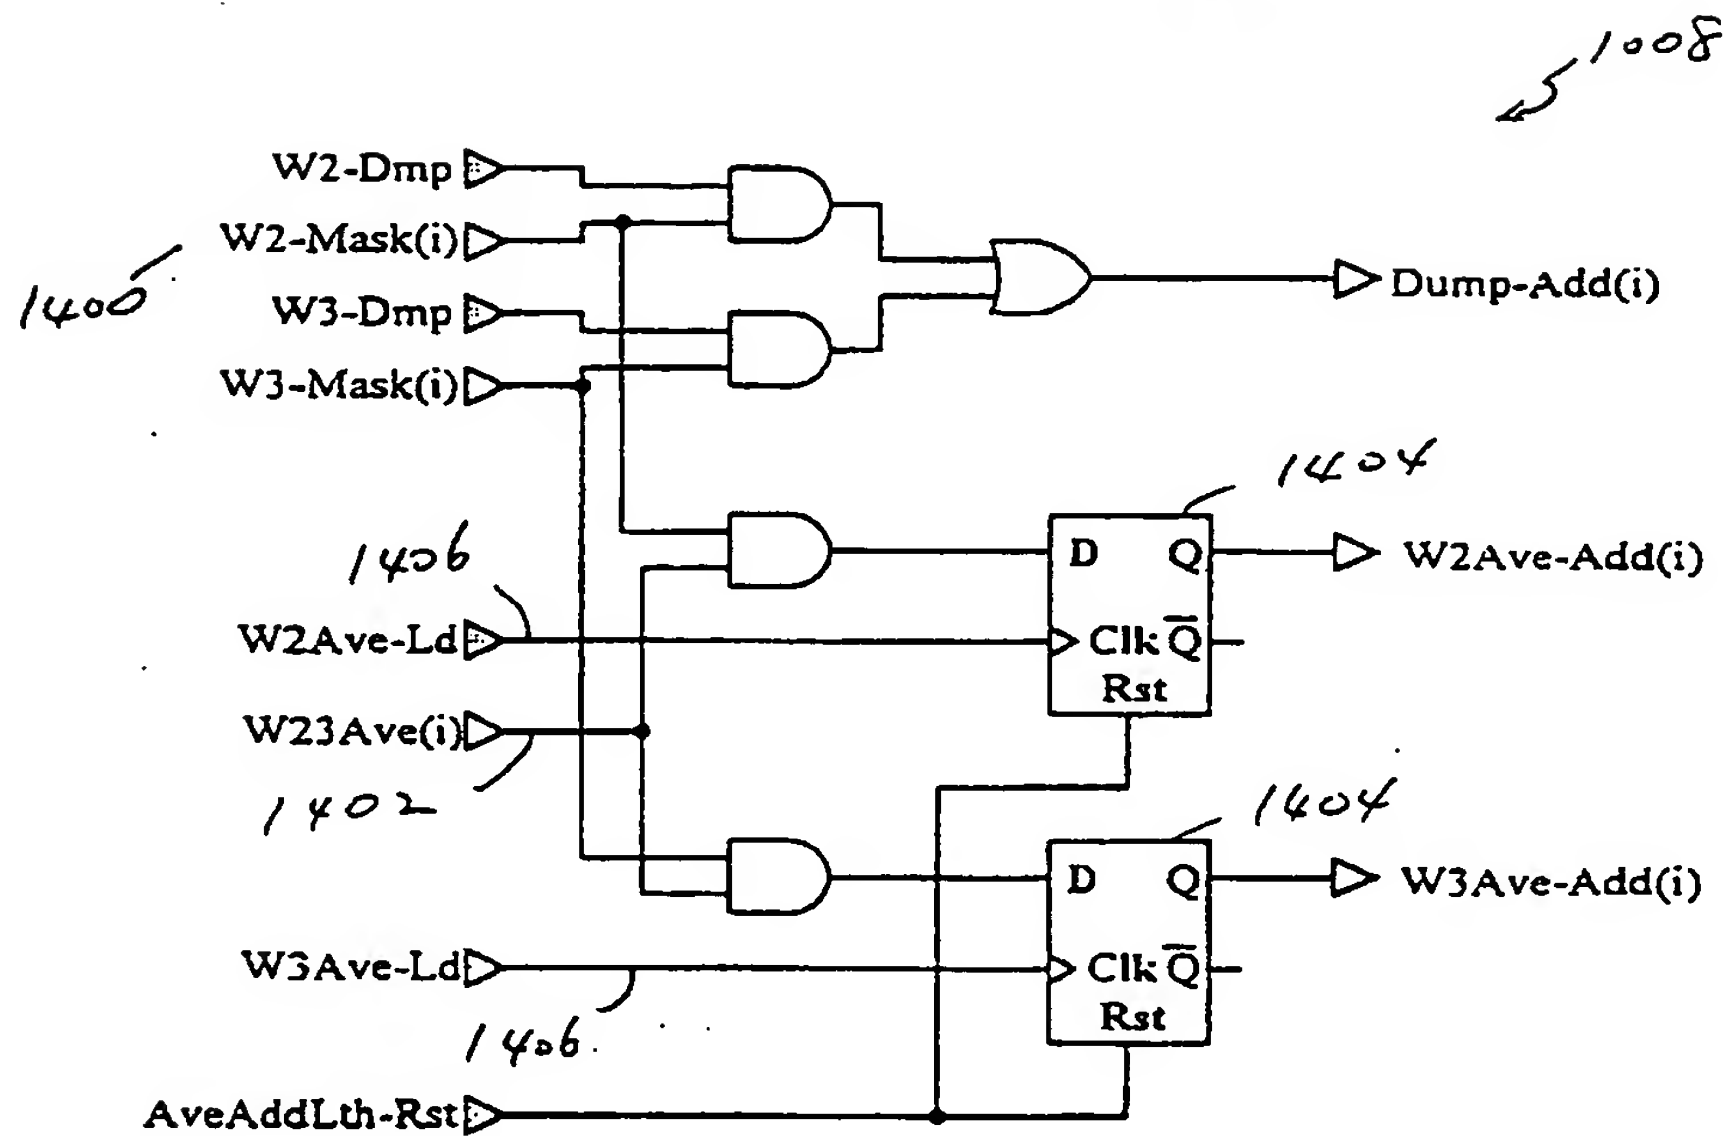 1008
W2-Dmp
W2-Mask(i)
1400
W3-Dmp
Dump-Add(i)
W3-Mask(i)
1404
1406
D Q
W2Ave-Add(i)
W2Ave-Ld
Clk Q̅
Rst
W23Ave(i)
1402
1404
D Q
W3Ave-Add(i)
W3Ave-Ld
Clk Q̅
Rst
1406
AveAddLth-Rst